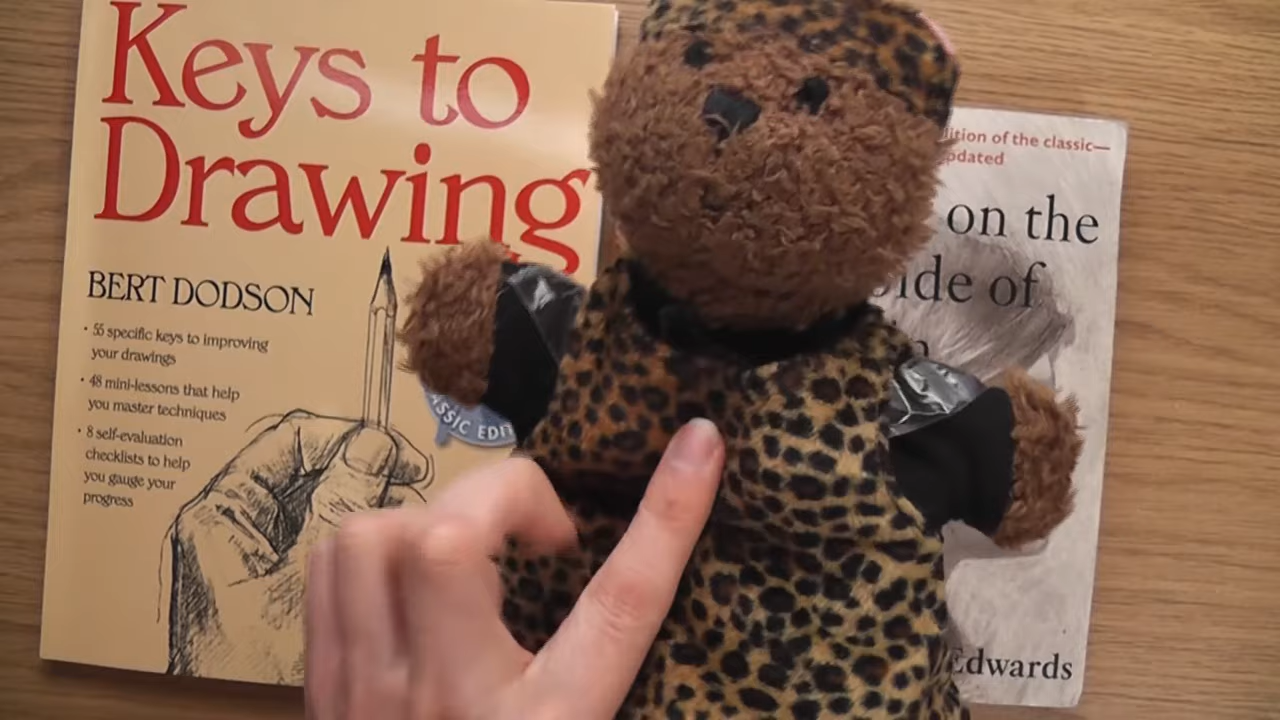 Keys to
Drawing
BERT DODSON
• 55 specific keys to improving
your drawings
• 48 mini-lessons that help
you master techniques
• 8 self-evaluation
checklists to help
you gauge your
progress
ASSIC EDIT
dition of the classic—
pdated
on the
ide of
n
Edwards